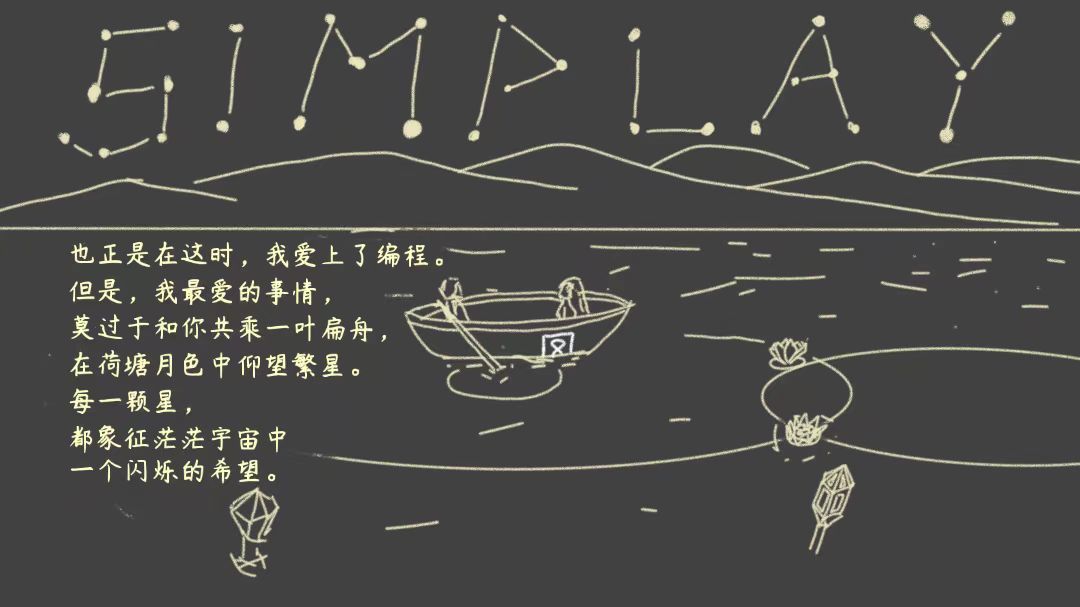 SIMPLAY
也正是在这时，我爱上了编程。
但是，我最爱的事情，
莫过于和你共乘一叶扁舟，
在荷塘月色中仰望繁星。
每一颗星，
都象征茫茫宇宙中
一个闪烁的希望。